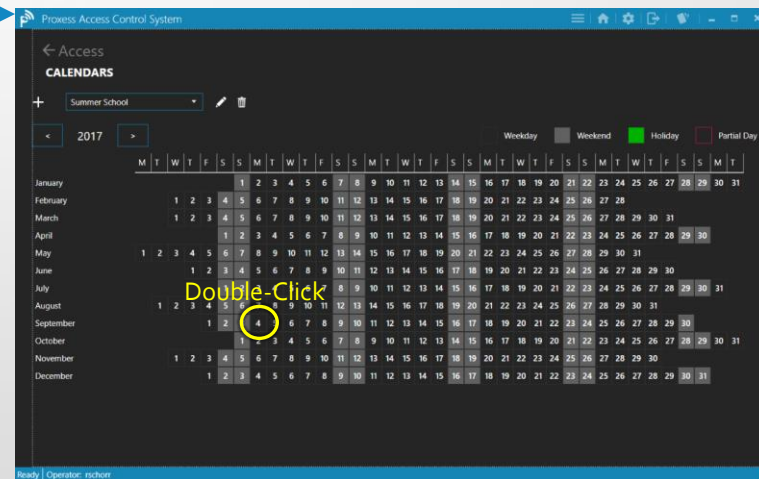 Proxess Access Control System
Access
CALENDARS
+ Summer School
< 2017 >
Weekday Weekend Holiday Partial Day
M T W T F S S M T W T F S S M T W T F S S M T W T F S S M T W T F S S M T
January 1 2 3 4 5 6 7 8 9 10 11 12 13 14 15 16 17 18 19 20 21 22 23 24 25 26 27 28 29 30 31
February 1 2 3 4 5 6 7 8 9 10 11 12 13 14 15 16 17 18 19 20 21 22 23 24 25 26 27 28
March 1 2 3 4 5 6 7 8 9 10 11 12 13 14 15 16 17 18 19 20 21 22 23 24 25 26 27 28 29 30 31
April 1 2 3 4 5 6 7 8 9 10 11 12 13 14 15 16 17 18 19 20 21 22 23 24 25 26 27 28 29 30
May 1 2 3 4 5 6 7 8 9 10 11 12 13 14 15 16 17 18 19 20 21 22 23 24 25 26 27 28 29 30 31
June 1 2 3 4 5 6 7 8 9 10 11 12 13 14 15 16 17 18 19 20 21 22 23 24 25 26 27 28 29 30
July 8 9 10 11 12 13 14 15 16 17 18 19 20 21 22 23 24 25 26 27 28 29 30 31
Double-Click
August 1 2 3 4 5 6 8 9 10 11 12 13 14 15 16 17 18 19 20 21 22 23 24 25 26 27 28 29 30 31
September 1 2 4 5 6 7 8 9 10 11 12 13 14 15 16 17 18 19 20 21 22 23 24 25 26 27 28 29 30
October 1 2 3 4 5 6 7 8 9 10 11 12 13 14 15 16 17 18 19 20 21 22 23 24 25 26 27 28 29 30 31
November 1 2 3 4 5 6 7 8 9 10 11 12 13 14 15 16 17 18 19 20 21 22 23 24 25 26 27 28 29 30
December 1 2 3 4 5 6 7 8 9 10 11 12 13 14 15 16 17 18 19 20 21 22 23 24 25 26 27 28 29 30 31
Ready Operator: rschorr